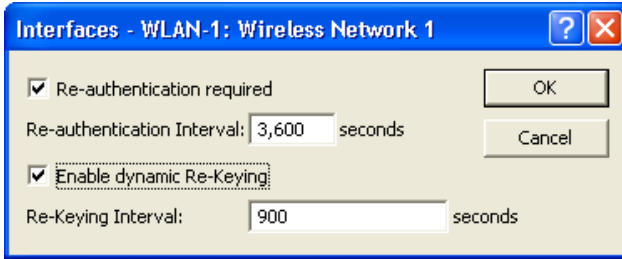 Interfaces - WLAN-1: Wireless Network 1
?
Re-authentication required
OK
Re-authentication Interval: 3,600 seconds
Cancel
Enable dynamic Re-Keying
Re-Keying Interval: 900 seconds